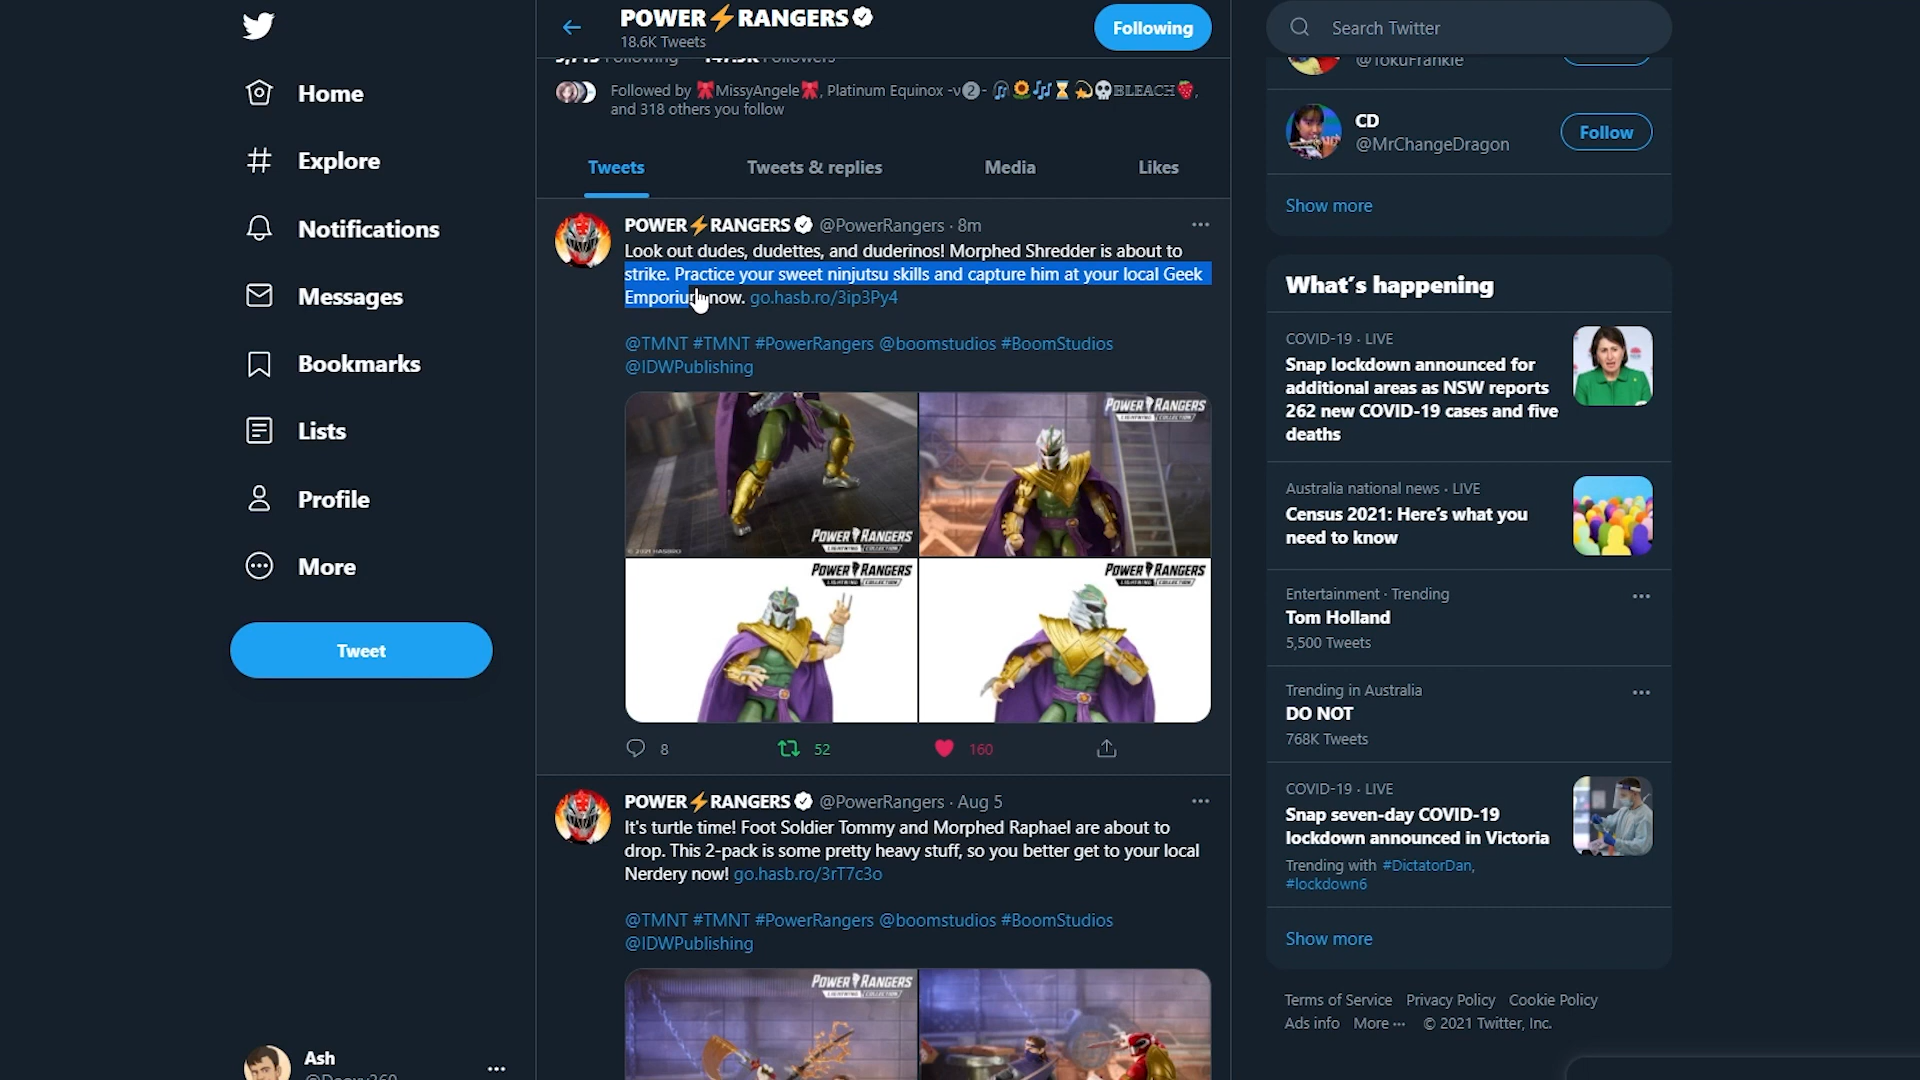 Home
Explore
Notifications
Messages
Bookmarks
Lists
Profile
More
Tweet
Ash
POWER⚡RANGERS
18.6K Tweets
Following
Following
Followers
Followed by 🎀MissyAngele🎀, Platinum Equinox -v②- 🎧🌻🎶⏳💫💀BLEACH🍓,
and 318 others you follow
Tweets
Tweets & replies
Media
Likes
POWER⚡RANGERS @PowerRangers · 8m
Look out dudes, dudettes, and duderinos! Morphed Shredder is about to
strike. Practice your sweet ninjutsu skills and capture him at your local Geek
Emporium now. go.hasb.ro/3ip3Py4
@TMNT #TMNT #PowerRangers @boomstudios #BoomStudios
@IDWPublishing
© 2021 HASBRO
POWER RANGERS
LIGHTNING COLLECTION
POWER RANGERS
LIGHTNING COLLECTION
POWER RANGERS
LIGHTNING COLLECTION
POWER RANGERS
LIGHTNING COLLECTION
8
52
160
POWER⚡RANGERS @PowerRangers · Aug 5
It's turtle time! Foot Soldier Tommy and Morphed Raphael are about to
drop. This 2-pack is some pretty heavy stuff, so you better get to your local
Nerdery now! go.hasb.ro/3rT7c3o
@TMNT #TMNT #PowerRangers @boomstudios #BoomStudios
@IDWPublishing
POWER RANGERS
LIGHTNING COLLECTION
Search Twitter
@TokuFrankie
CD
@MrChangeDragon
Follow
Show more
What's happening
COVID-19 · LIVE
Snap lockdown announced for
additional areas as NSW reports
262 new COVID-19 cases and five
deaths
Australia national news · LIVE
Census 2021: Here's what you
need to know
Entertainment · Trending
Tom Holland
5,500 Tweets
Trending in Australia
DO NOT
768K Tweets
COVID-19 · LIVE
Snap seven-day COVID-19
lockdown announced in Victoria
Trending with #DictatorDan,
#lockdown6
Show more
Terms of Service Privacy Policy Cookie Policy
Ads info More ··· © 2021 Twitter, Inc.